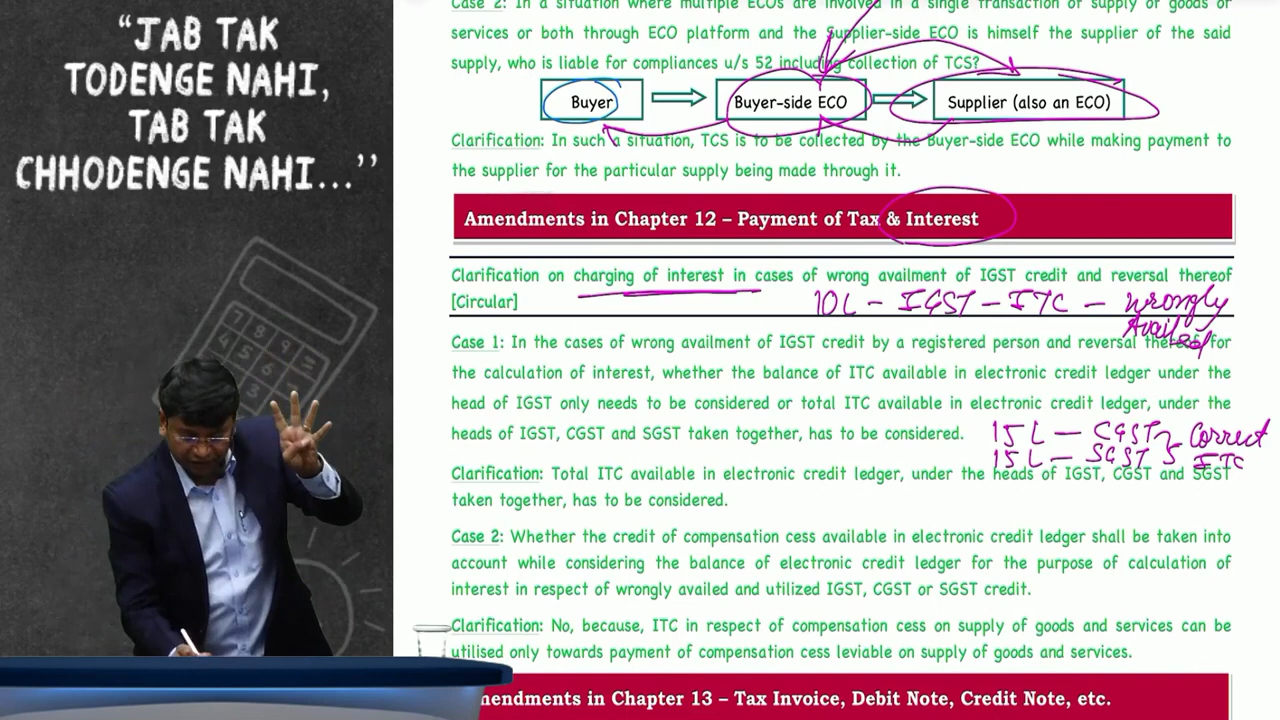 “JAB TAK
TODENGE NAHI,
TAB TAK
CHHODENGE NAHI...’’
Case 2: In a situation where multiple ECOs are involved in a single transaction of supply of goods or
services or both through ECO platform and the Supplier-side ECO is himself the supplier of the said
supply, who is liable for compliances u/s 52 including collection of TCS?
Buyer
Buyer-side ECO
Supplier (also an ECO)
Clarification: In such a situation, TCS is to be collected by the Buyer-side ECO while making payment to
the supplier for the particular supply being made through it.
Amendments in Chapter 12 – Payment of Tax & Interest
Clarification on charging of interest in cases of wrong availment of IGST credit and reversal thereof
[Circular]
10L - IGST - ITC - wrongly
Availed
Case 1: In the cases of wrong availment of IGST credit by a registered person and reversal thereof for
the calculation of interest, whether the balance of ITC available in electronic credit ledger under the
head of IGST only needs to be considered or total ITC available in electronic credit ledger, under the
heads of IGST, CGST and SGST taken together, has to be considered.
15 L - CGST Correct
15 L - SGST ITC
Clarification: Total ITC available in electronic credit ledger, under the heads of IGST, CGST and SGST
taken together, has to be considered.
Case 2: Whether the credit of compensation cess available in electronic credit ledger shall be taken into
account while considering the balance of electronic credit ledger for the purpose of calculation of
interest in respect of wrongly availed and utilized IGST, CGST or SGST credit.
Clarification: No, because, ITC in respect of compensation cess on supply of goods and services can be
utilised only towards payment of compensation cess leviable on supply of goods and services.
mendments in Chapter 13 – Tax Invoice, Debit Note, Credit Note, etc.
7 8 9
4 5 6
3